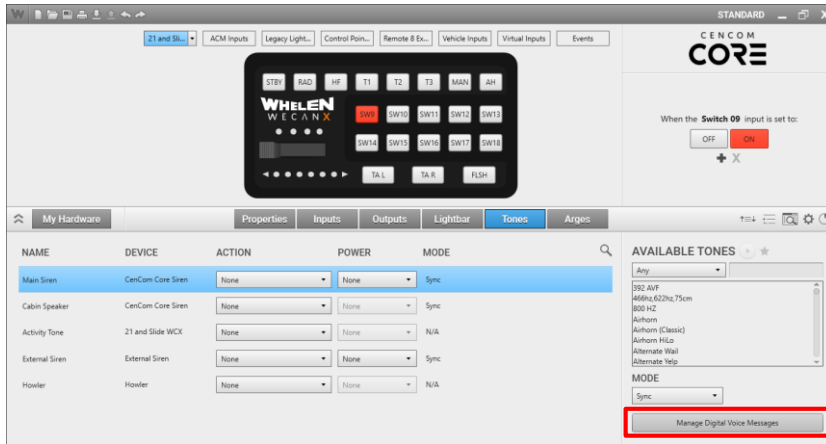 STANDARD
21 and Sli... ACM Inputs Legacy Light... Control Poin... Remote 8 Ex... Vehicle Inputs Virtual Inputs Events
CENCOM
CORE
STBY RAD HF T1 T2 T3 MAN AH
WHELEN
WECANX
SW9 SW10 SW11 SW12 SW13
SW14 SW15 SW16 SW17 SW18
TA L TA R FLSH
When the Switch 09 input is set to:
OFF ON
My Hardware Properties Inputs Outputs Lightbar Tones Arges
NAME DEVICE ACTION POWER MODE
Main Siren CenCom Core Siren None None Sync
Cabin Speaker CenCom Core Siren None None Sync
Activity Tone 21 and Slide WCX None None N/A
External Siren External Siren None None Sync
Howler Howler None None N/A
AVAILABLE TONES
Any
392 AVF
466hz,622hz,75cm
800 HZ
Airhorn
Airhorn (Classic)
Airhorn HiLo
Alternate Wail
Alternate Yelp
MODE
Sync
Manage Digital Voice Messages